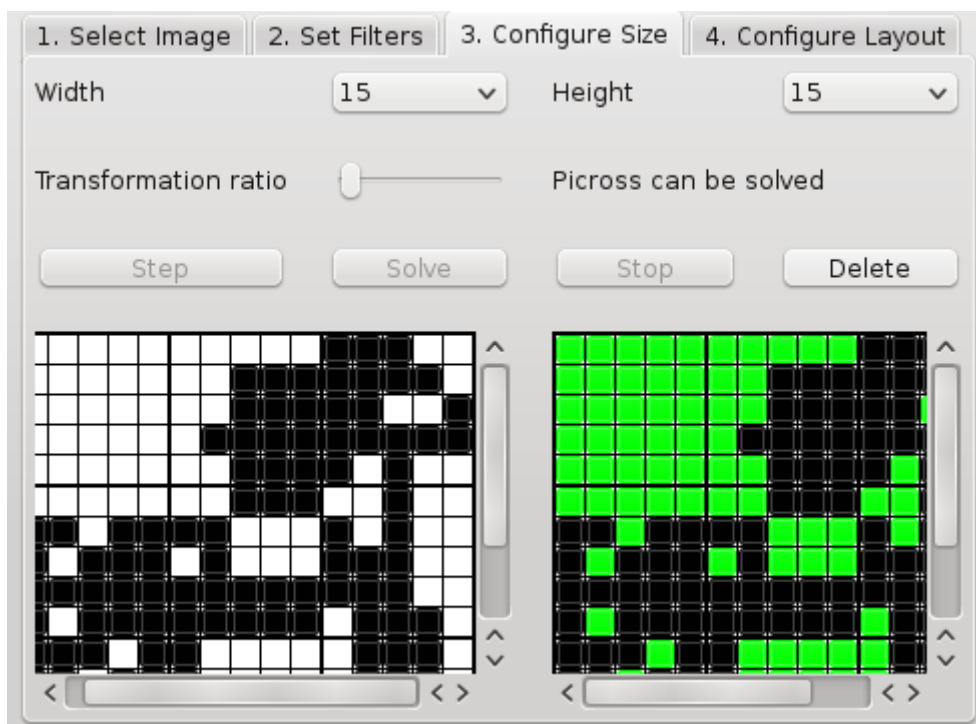 1. Select Image 2. Set Filters 3. Configure Size 4. Configure Layout
Width 15 Height 15
Transformation ratio Picross can be solved
Step Solve Stop Delete